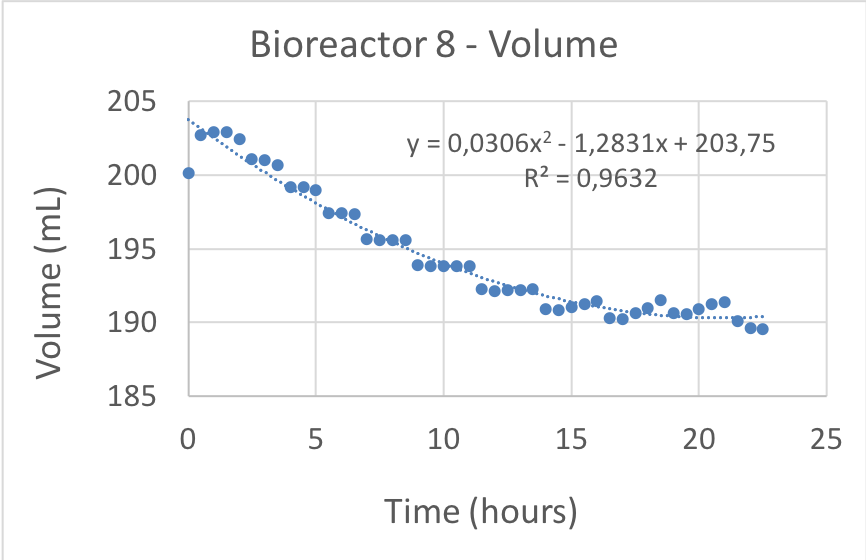 Bioreactor 8 - Volume
y = 0,0306x² - 1,2831x + 203,75
R² = 0,9632
205
200
195
190
185
Volume (mL)
0 5 10 15 20 25
Time (hours)